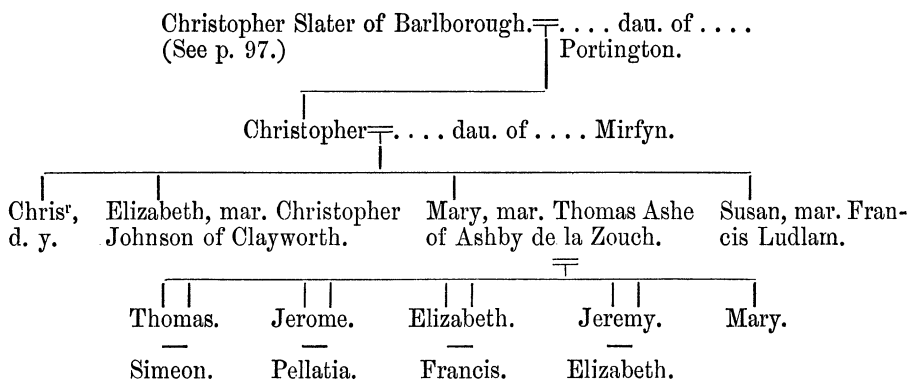 Christopher Slater of Barlborough.=. . . . dau. of . . . .
(See p. 97.) Portington.
Christopher=. . . . dau. of . . . . Mirfyn.
Chrisʳ, Elizabeth, mar. Christopher Mary, mar. Thomas Ashe Susan, mar. Fran-
d. y. Johnson of Clayworth. of Ashby de la Zouch. cis Ludlam.
Thomas. Jerome. Elizabeth. Jeremy. Mary.
Simeon. Pellatia. Francis. Elizabeth.